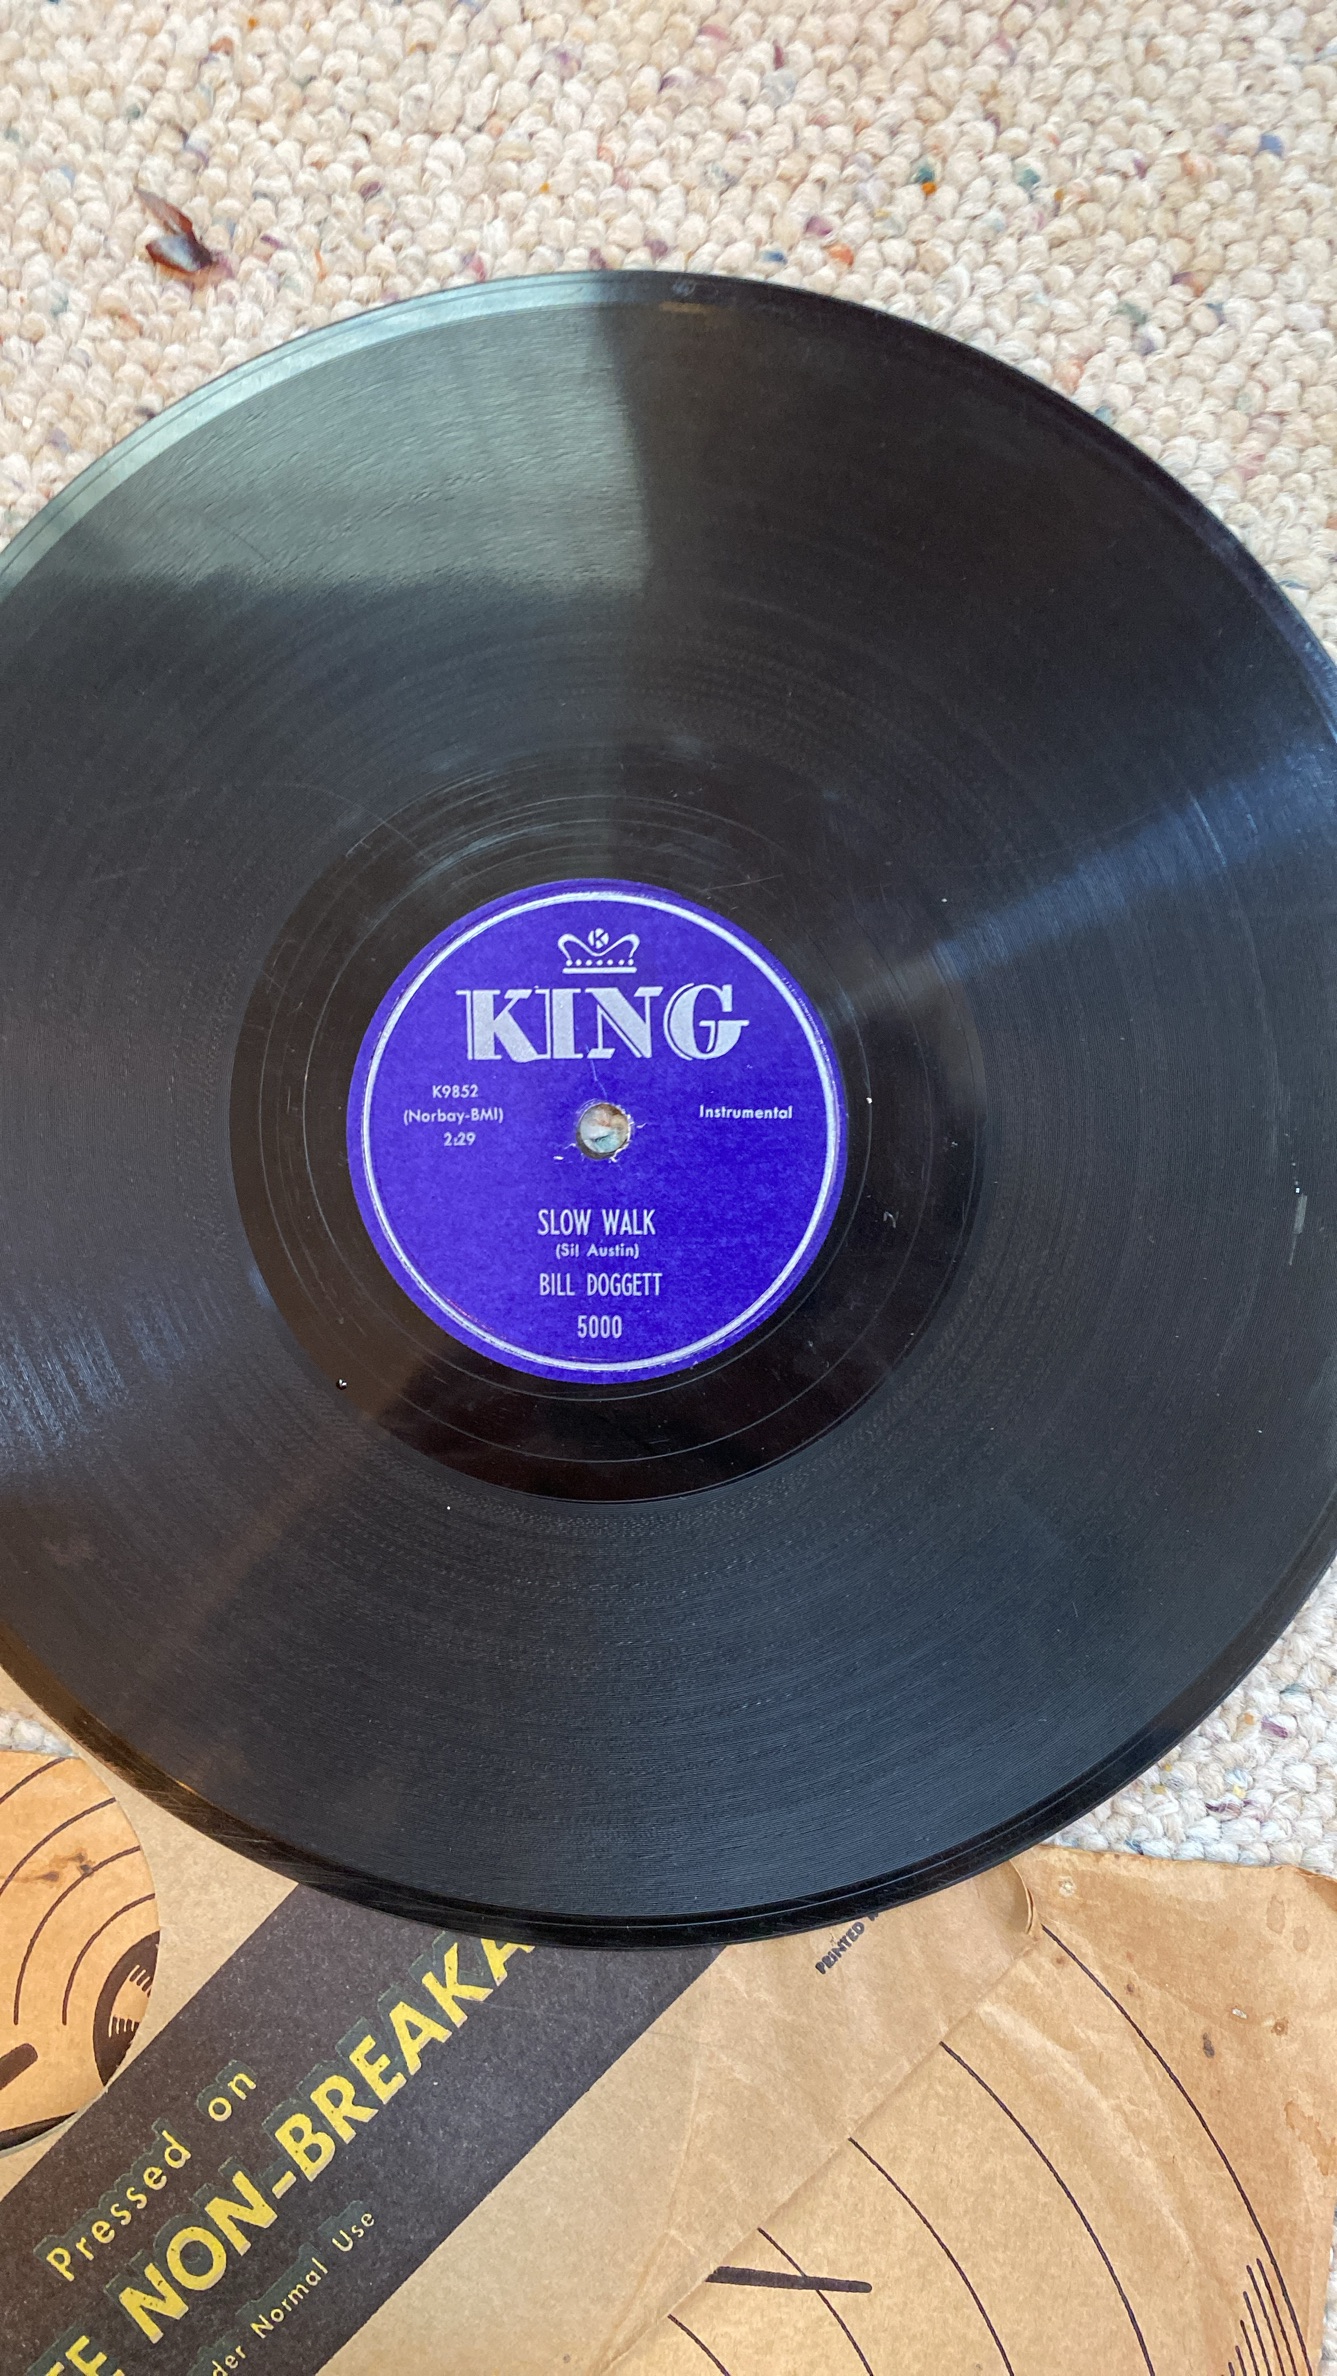 K
KING
K9852
(Norbay-BMI)
2:29
Instrumental
SLOW WALK
(Sil Austin)
BILL DOGGETT
5000
PRINTED
Pressed on
NON-BREAKA
Normal Use